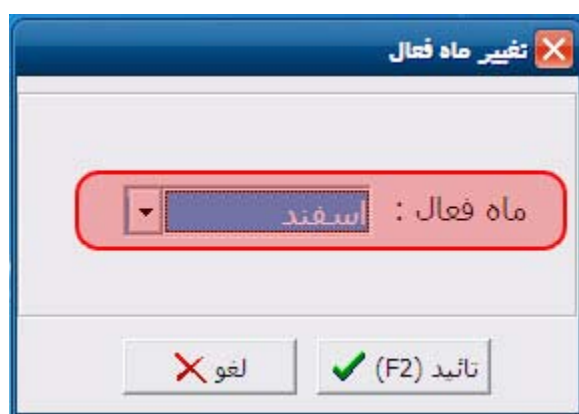 تغییر ماه فعال
ماه فعال : اسفند
تائید (F2)
لغو